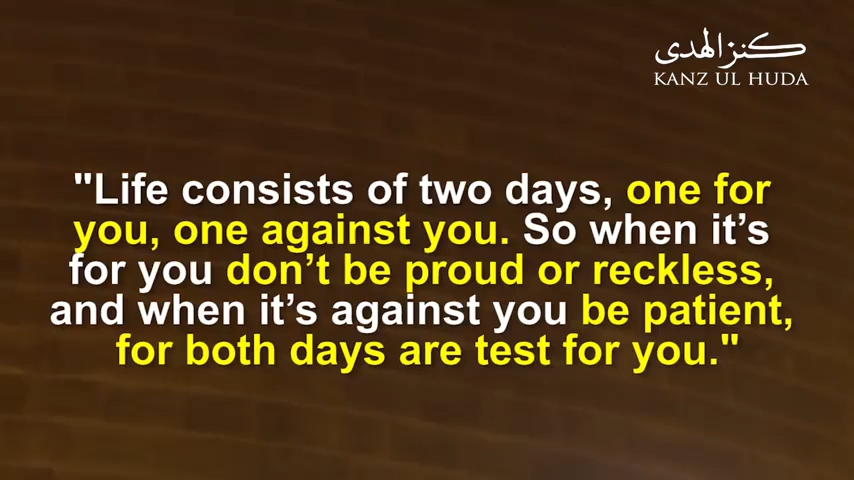 كنز الهدى
KANZ UL HUDA
"Life consists of two days, one for
you, one against you. So when it’s
for you don’t be proud or reckless,
and when it’s against you be patient,
for both days are test for you."